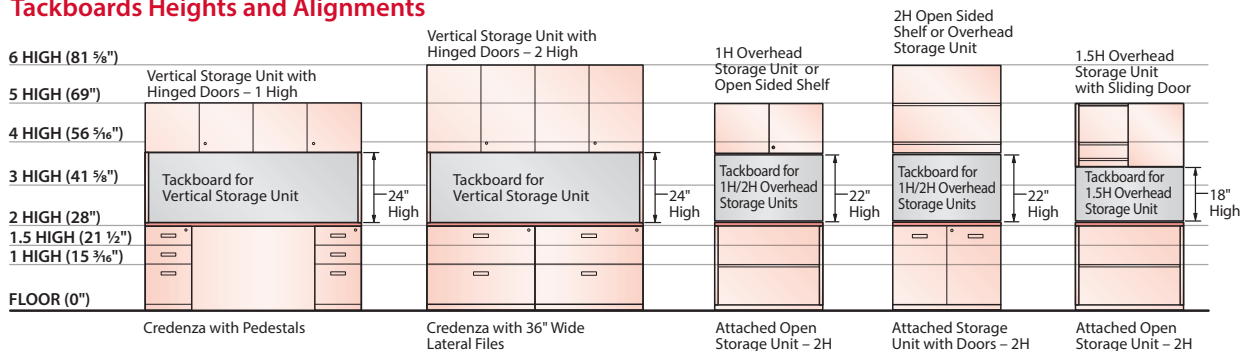 Tackboards Heights and Alignments
6 HIGH (81 ⅝")
5 HIGH (69")
4 HIGH (56 ⁵⁄₁₆")
3 HIGH (41 ⅝")
2 HIGH (28")
1.5 HIGH (21 ½")
1 HIGH (15 ³⁄₁₆")
FLOOR (0")
Vertical Storage Unit with
Hinged Doors – 1 High
Tackboard for
Vertical Storage Unit
24"
High
Credenza with Pedestals
Vertical Storage Unit with
Hinged Doors – 2 High
Tackboard for
Vertical Storage Unit
24"
High
Credenza with 36" Wide
Lateral Files
1H Overhead
Storage Unit or
Open Sided Shelf
Tackboard for
1H/2H Overhead
Storage Units
22"
High
Attached Open
Storage Unit – 2H
2H Open Sided
Shelf or Overhead
Storage Unit
Tackboard for
1H/2H Overhead
Storage Units
22"
High
Attached Storage
Unit with Doors – 2H
1.5H Overhead
Storage Unit
with Sliding Door
Tackboard for
1.5H Overhead
Storage Unit
18"
High
Attached Open
Storage Unit – 2H